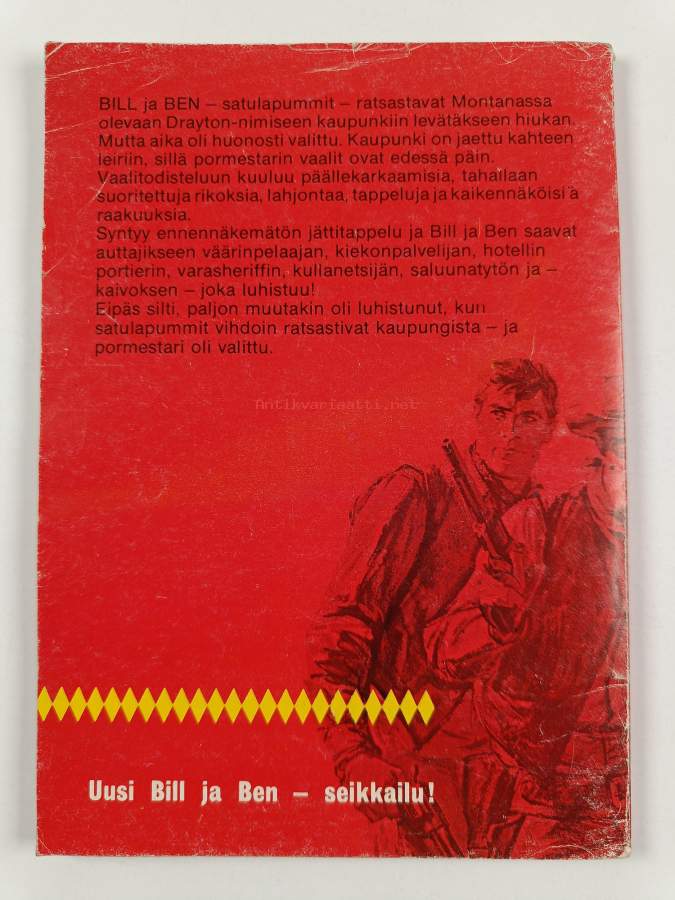 BILL ja BEN – satulapummit – ratsastavat Montanassa
olevaan Drayton-nimiseen kaupunkiin levätäkseen hiukan.
Mutta aika oli huonosti valittu. Kaupunki on jaettu kahteen
leiriin, sillä pormestarin vaalit ovat edessä päin.
Vaalitodisteluun kuuluu päällekarkaamisia, tahallaan
suoritettuja rikoksia, lahjontaa, tappeluja ja kaikennäköisiä
raakuuksia.
Syntyy ennennäkemätön jättitappelu ja Bill ja Ben saavat
auttajikseen väärinpelaajan, kiekonpalvelijan, hotellin
portierin, varasheriffin, kullanetsijän, saluunatytön ja –
kaivoksen – joka luhistuu!
Eipäs silti, paljon muutakin oli luhistunut, kun
satulapummit vihdoin ratsastivat kaupungista – ja
pormestari oli valittu.
Antikvariaatti.net
Uusi Bill ja Ben – seikkailu!